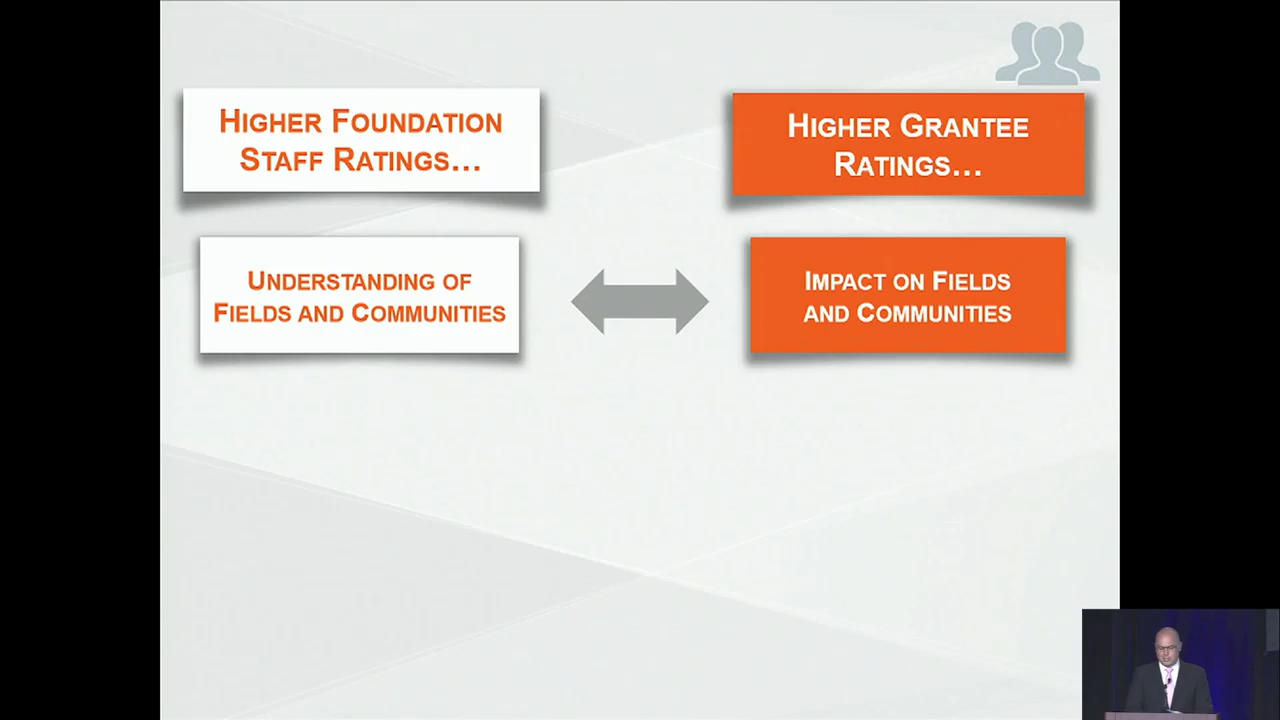 HIGHER FOUNDATION
STAFF RATINGS...
HIGHER GRANTEE
RATINGS...
UNDERSTANDING OF
FIELDS AND COMMUNITIES
IMPACT ON FIELDS
AND COMMUNITIES